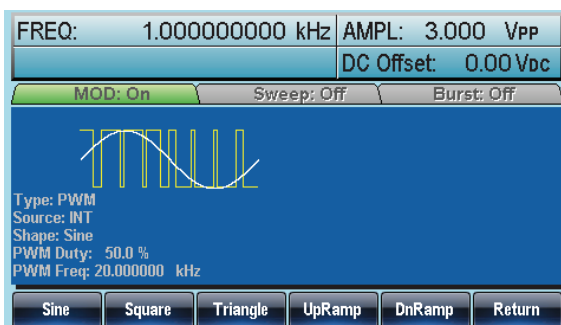 FREQ: 1.000000000 kHz AMPL: 3.000 VPP
DC Offset: 0.00 VDC
MOD: On Sweep: Off Burst: Off
Type: PWM
Source: INT
Shape: Sine
PWM Duty: 50.0 %
PWM Freq: 20.000000 kHz
Sine Square Triangle UpRamp DnRamp Return